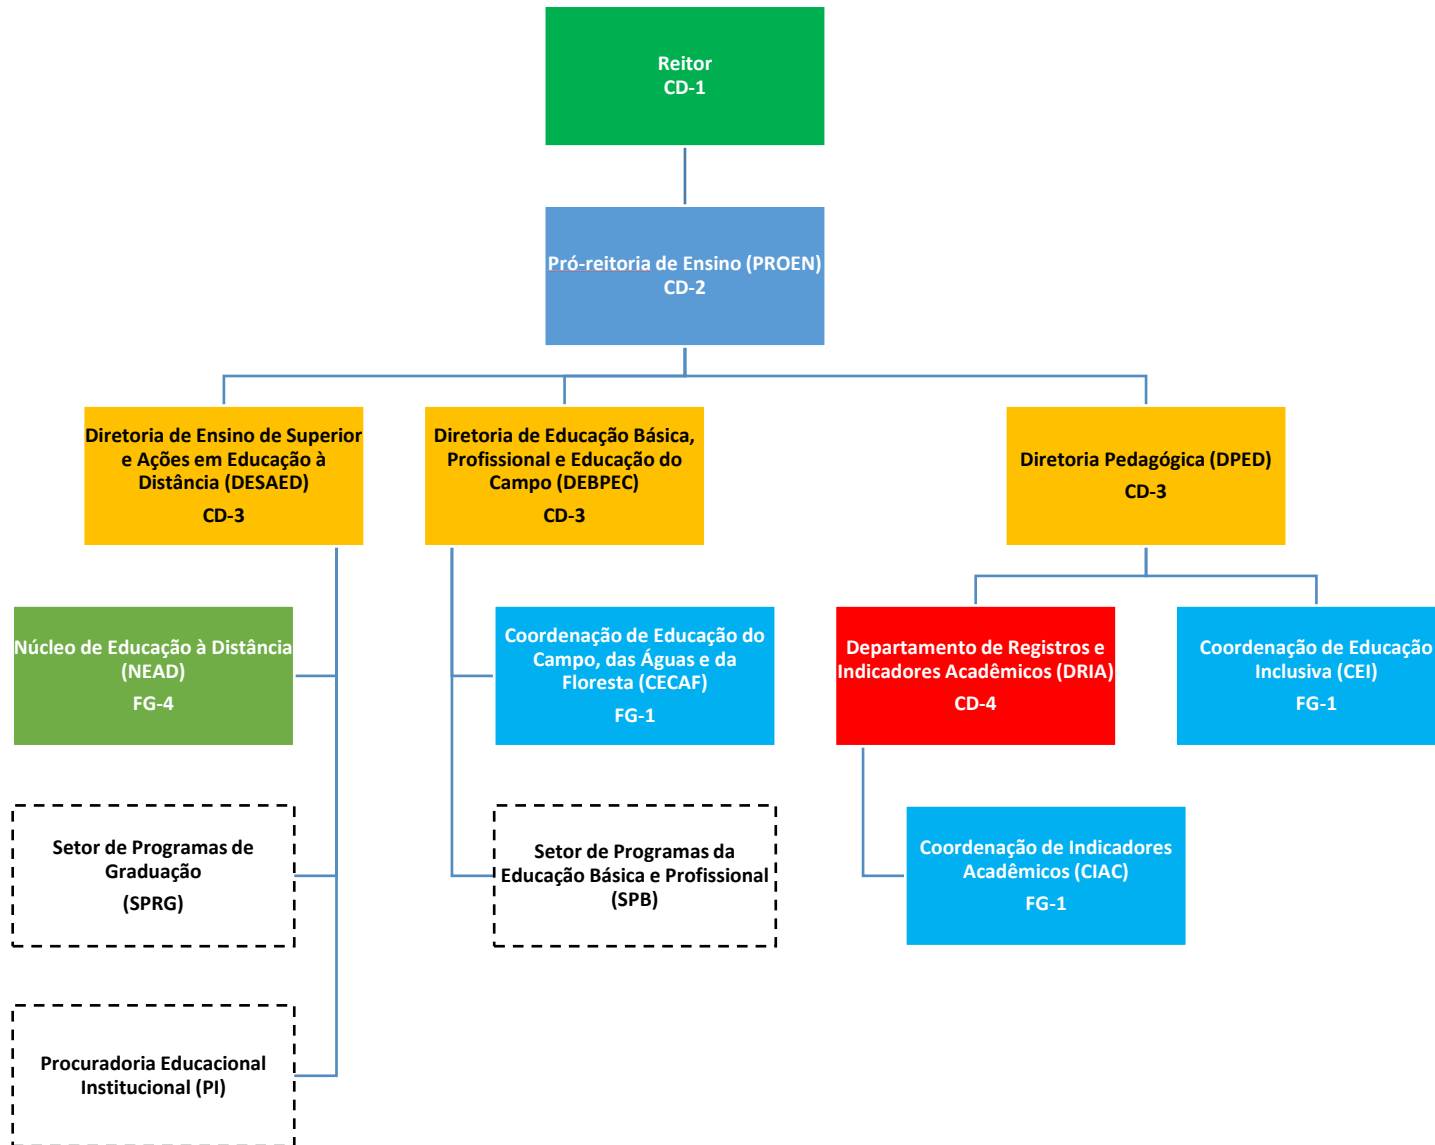 Reitor
CD-1
Pró-reitoria de Ensino (PROEN)
CD-2
Diretoria de Ensino de Superior
e Ações em Educação à
Distância (DESAED)
CD-3
Diretoria de Educação Básica,
Profissional e Educação do
Campo (DEBPEC)
CD-3
Diretoria Pedagógica (DPED)
CD-3
Núcleo de Educação à Distância
(NEAD)
FG-4
Coordenação de Educação do
Campo, das Águas e da
Floresta (CECAF)
FG-1
Departamento de Registros e
Indicadores Acadêmicos (DRIA)
CD-4
Coordenação de Educação
Inclusiva (CEI)
FG-1
Setor de Programas de
Graduação
(SPRG)
Setor de Programas da
Educação Básica e Profissional
(SPB)
Coordenação de Indicadores
Acadêmicos (CIAC)
FG-1
Procuradoria Educacional
Institucional (PI)